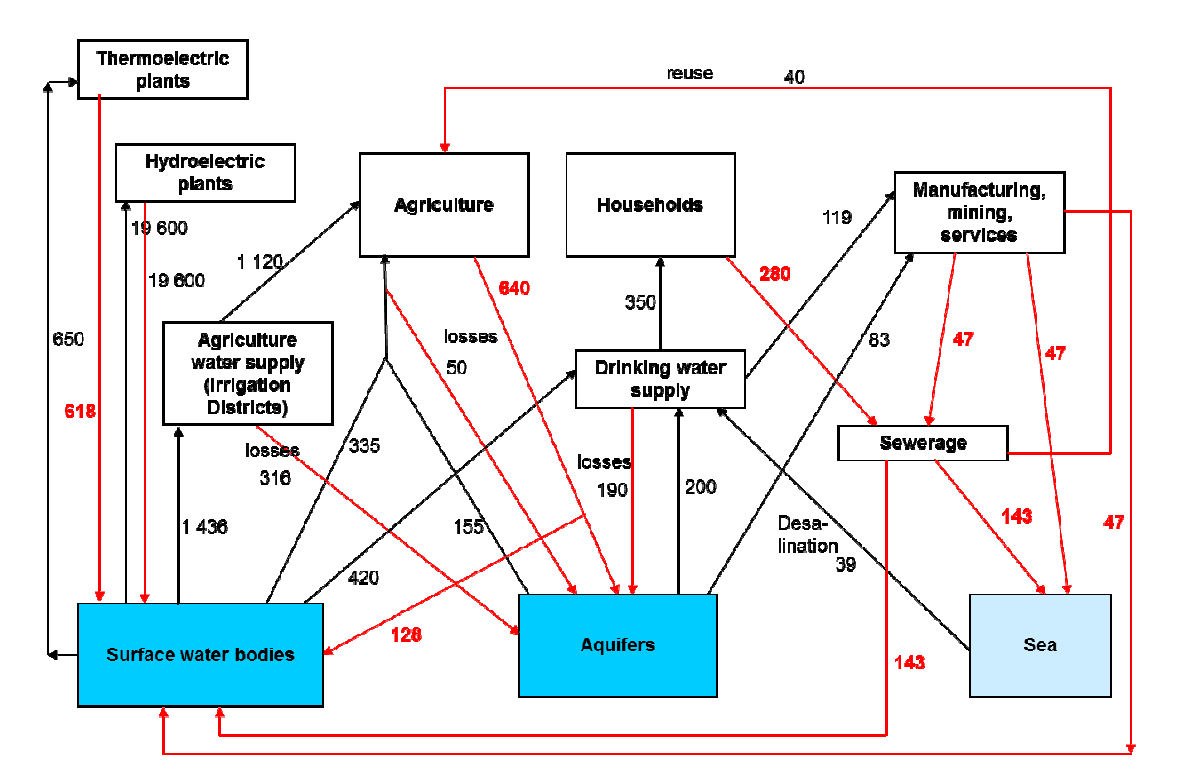 Thermoelectric
plants
reuse
40
Hydroelectric
plants
Agriculture
Households
Manufacturing,
mining,
services
19 600
119
1 120
19 600
640
280
350
losses
650
Agriculture
water supply
(Irrigation
Districts)
83
47
47
50
Drinking water
supply
618
losses
316
335
Sewerage
losses
190
200
1 436
155
143
47
Desa-
lination
39
420
128
Surface water bodies
Aquifers
Sea
143